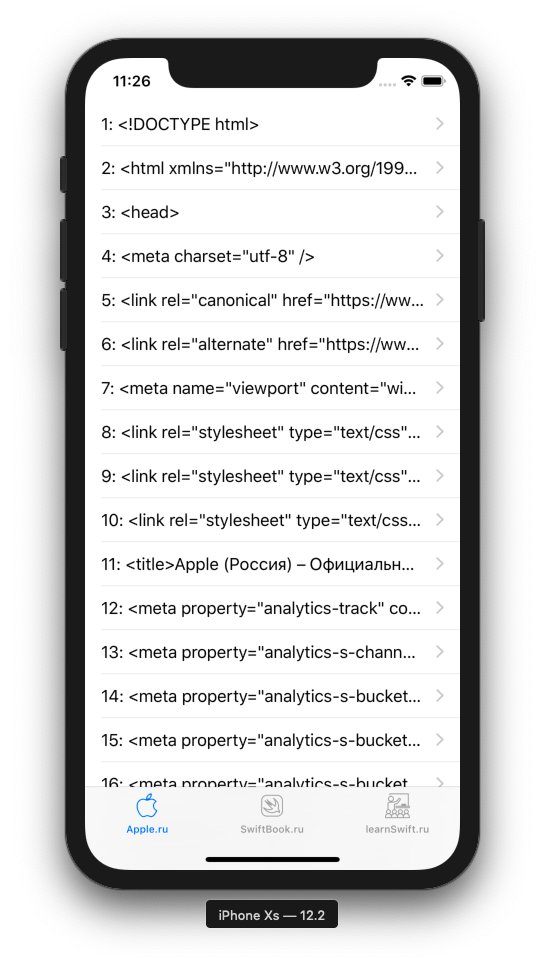 11:26
1: <!DOCTYPE html>
2: <html xmlns="http://www.w3.org/199...
3: <head>
4: <meta charset="utf-8" />
5: <link rel="canonical" href="https://ww...
6: <link rel="alternate" href="https://ww...
7: <meta name="viewport" content="wi...
8: <link rel="stylesheet" type="text/css"...
9: <link rel="stylesheet" type="text/css"...
10: <link rel="stylesheet" type="text/css...
11: <title>Apple (Россия) – Официальн...
12: <meta property="analytics-track" co...
13: <meta property="analytics-s-chann...
14: <meta property="analytics-s-bucket...
15: <meta property="analytics-s-bucket...
16: <meta property="analytics-s-bucket...
Apple.ru SwiftBook.ru learnSwift.ru
iPhone Xs — 12.2